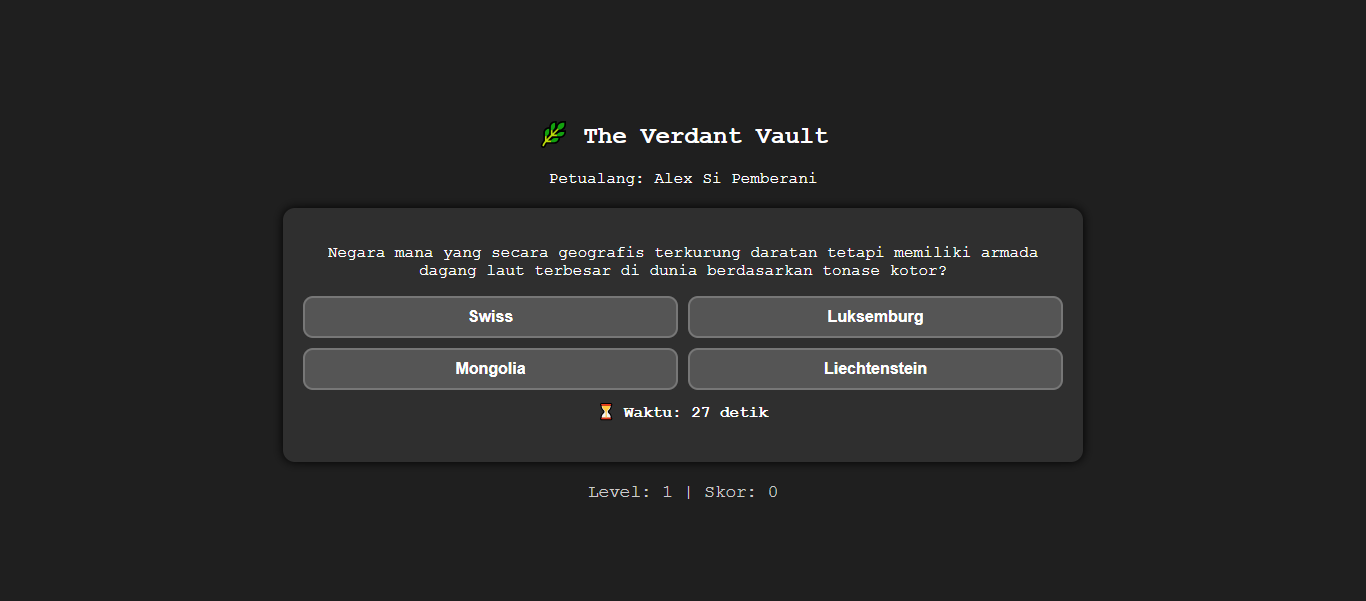 The Verdant Vault
Petualang: Alex Si Pemberani
Negara mana yang secara geografis terkurung daratan tetapi memiliki armada
dagang laut terbesar di dunia berdasarkan tonase kotor?
Swiss
Luksemburg
Mongolia
Liechtenstein
⏳ Waktu: 27 detik
Level: 1 | Skor: 0